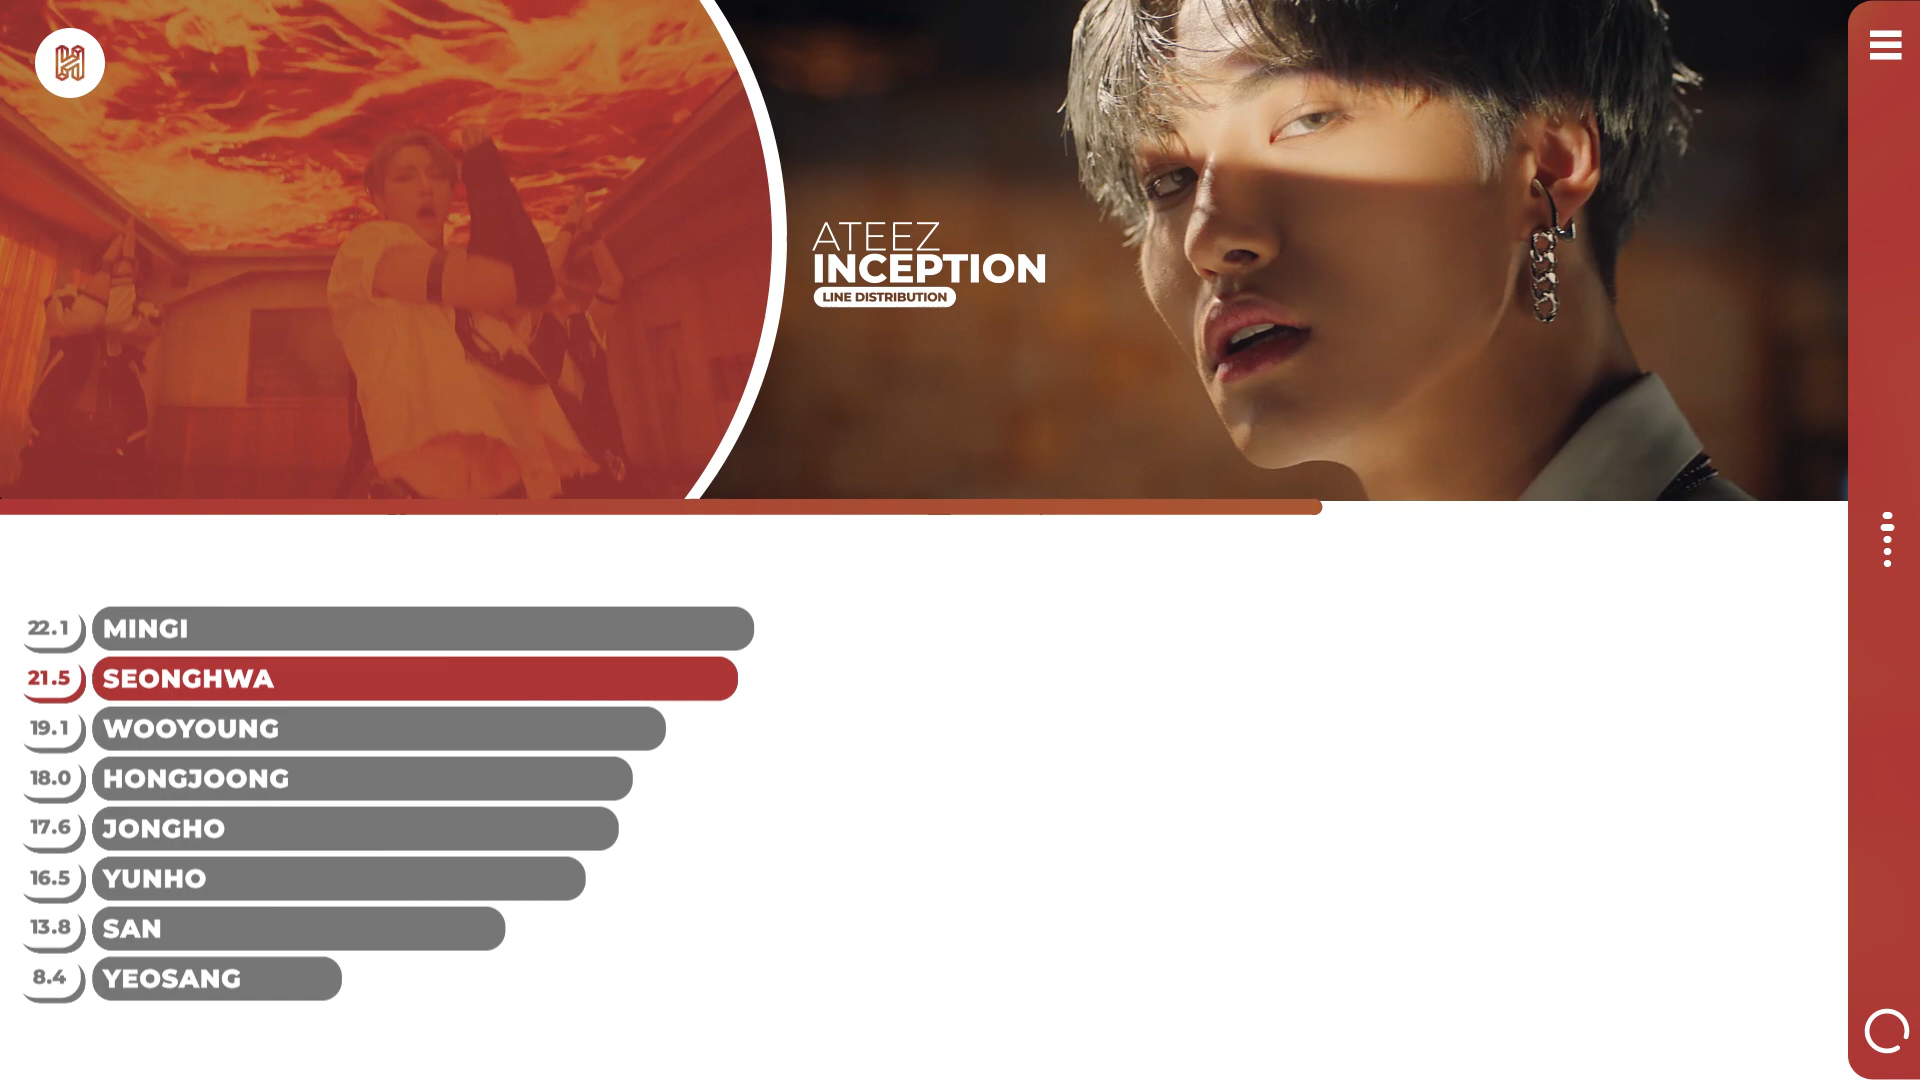 ATEEZ
INCEPTION
LINE DISTRIBUTION
22.1 MINGI
21.5 SEONGHWA
19.1 WOOYOUNG
18.0 HONGJOONG
17.6 JONGHO
16.5 YUNHO
13.8 SAN
8.4 YEOSANG